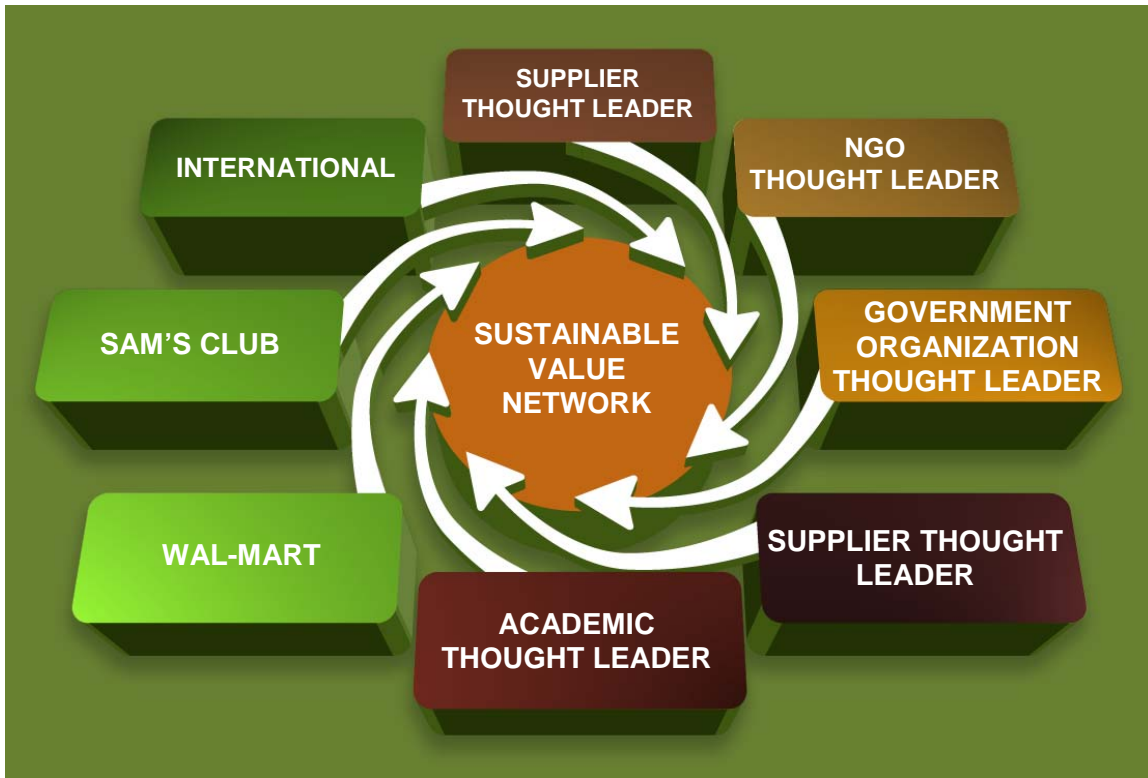 SUPPLIER
THOUGHT LEADER
NGO
THOUGHT LEADER
INTERNATIONAL
SAM'S CLUB
SUSTAINABLE
VALUE
NETWORK
GOVERNMENT
ORGANIZATION
THOUGHT LEADER
WAL-MART
SUPPLIER THOUGHT
LEADER
ACADEMIC
THOUGHT LEADER